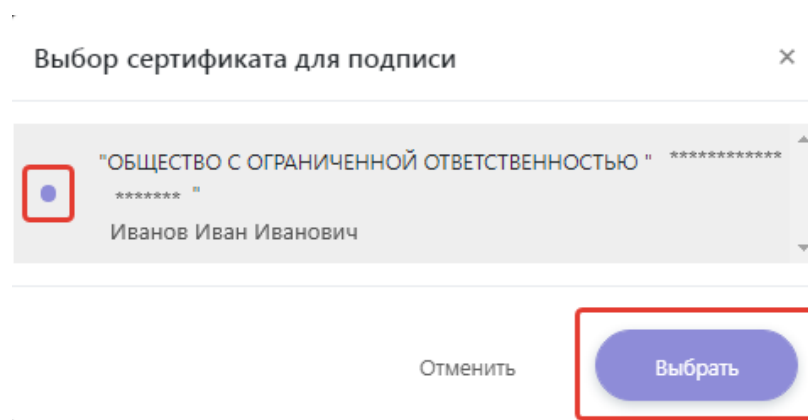 Выбор сертификата для подписи ×
"ОБЩЕСТВО С ОГРАНИЧЕННОЙ ОТВЕТСТВЕННОСТЬЮ " ************
******* "
Иванов Иван Иванович
Отменить Выбрать